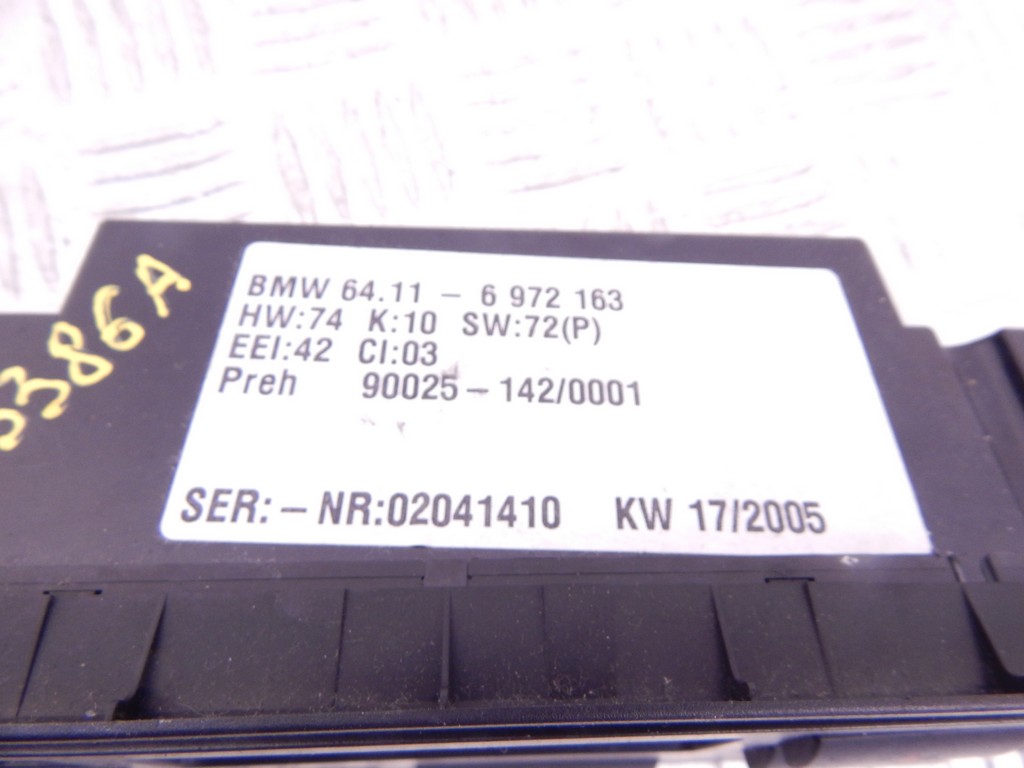 BMW 64.11 – 6 972 163
HW:74 K:10 SW:72(P)
EEI:42 CI:03
Preh 90025 – 142/0001
SER: – NR:02041410 KW 17/2005
386A